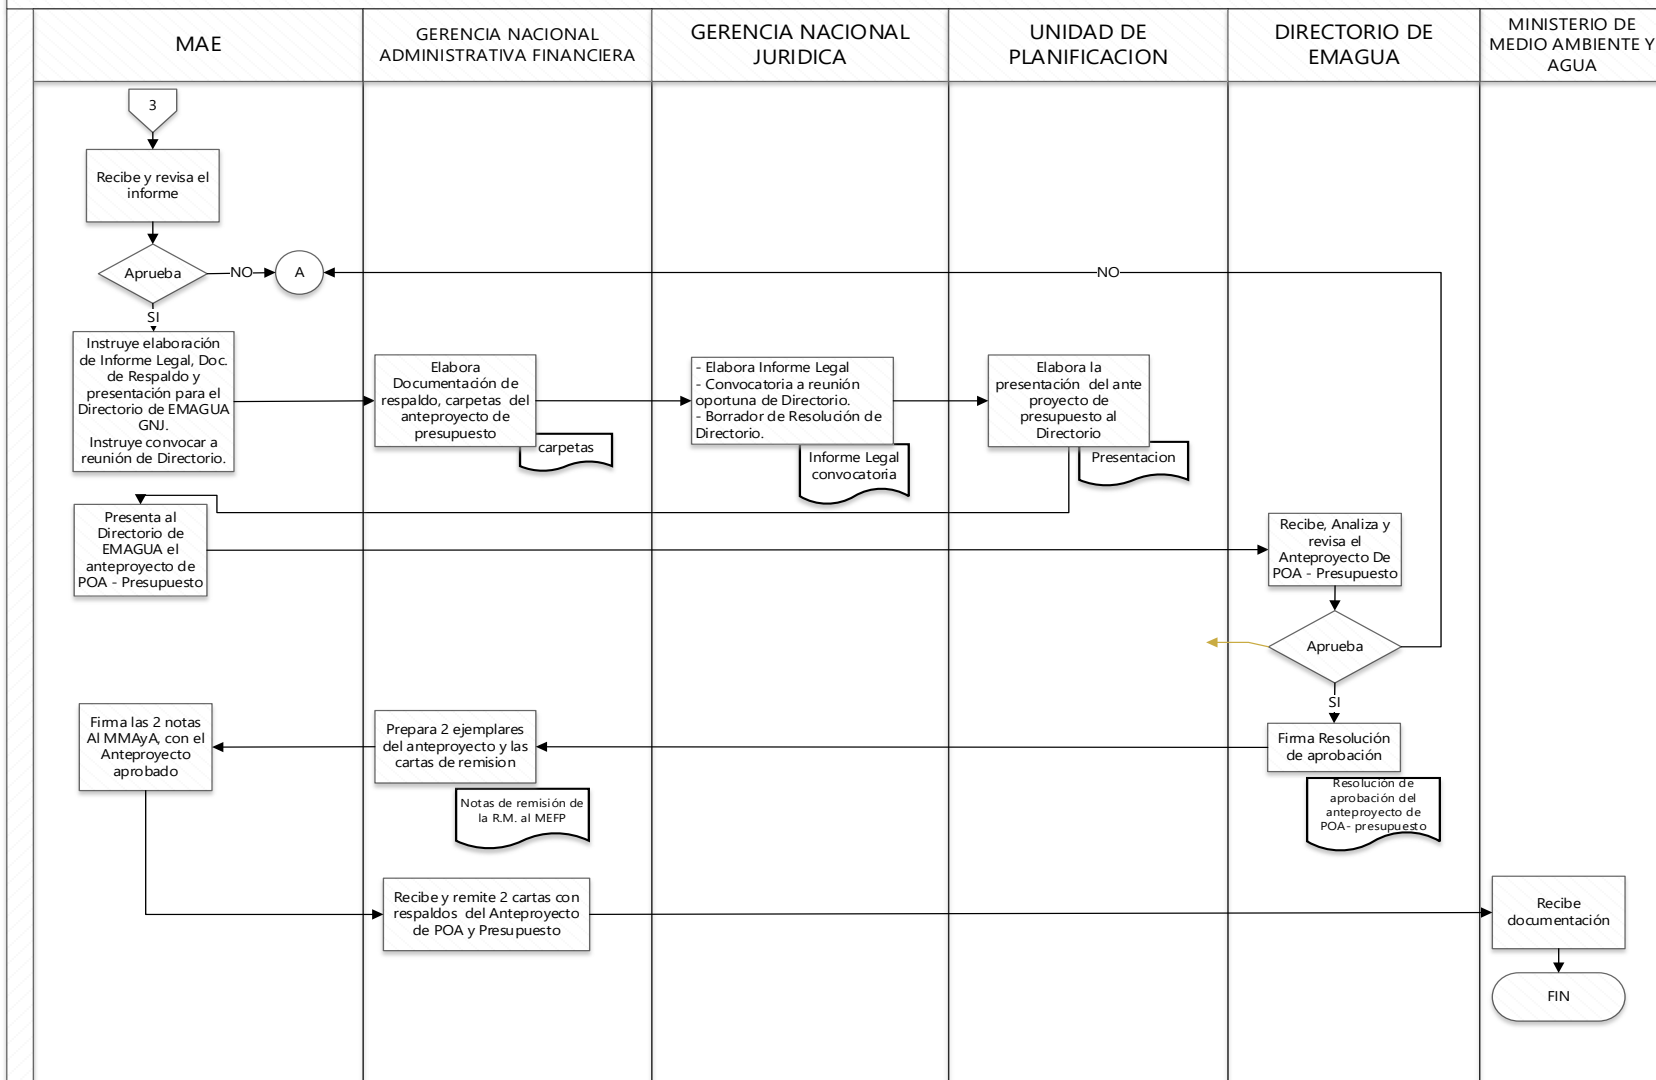 MAE
GERENCIA NACIONAL
ADMINISTRATIVA FINANCIERA
GERENCIA NACIONAL
JURIDICA
UNIDAD DE
PLANIFICACION
DIRECTORIO DE
EMAGUA
MINISTERIO DE
MEDIO AMBIENTE Y
AGUA
3
Recibe y revisa el
informe
Aprueba
NO
A
NO
SI
Instruye elaboración
de Informe Legal, Doc.
de Respaldo y
presentación para el
Directorio de EMAGUA
GNJ.
Instruye convocar a
reunión de Directorio.
Elabora
Documentación de
respaldo, carpetas del
anteproyecto de
presupuesto
carpetas
- Elabora Informe Legal
- Convocatoria a reunión
oportuna de Directorio.
- Borrador de Resolución de
Directorio.
Informe Legal
convocatoria
Elabora la
presentación del ante
proyecto de
presupuesto al
Directorio
Presentacion
Presenta al
Directorio de
EMAGUA el
anteproyecto de
POA - Presupuesto
Recibe, Analiza y
revisa el
Anteproyecto De
POA - Presupuesto
Aprueba
SI
Firma Resolución
de aprobación
Resolución de
aprobación del
anteproyecto de
POA- presupuesto
Prepara 2 ejemplares
del anteproyecto y las
cartas de remision
Notas de remisión de
la R.M. al MEFP
Firma las 2 notas
Al MMAyA, con el
Anteproyecto
aprobado
Recibe y remite 2 cartas con
respaldos del Anteproyecto
de POA y Presupuesto
Recibe
documentación
FIN